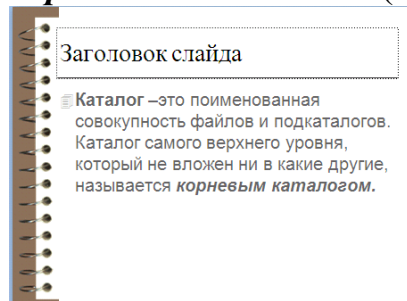 Заголовок слайда
Каталог –это поименованная
совокупность файлов и подкаталогов.
Каталог самого верхнего уровня,
который не вложен ни в какие другие,
называется корневым каталогом.